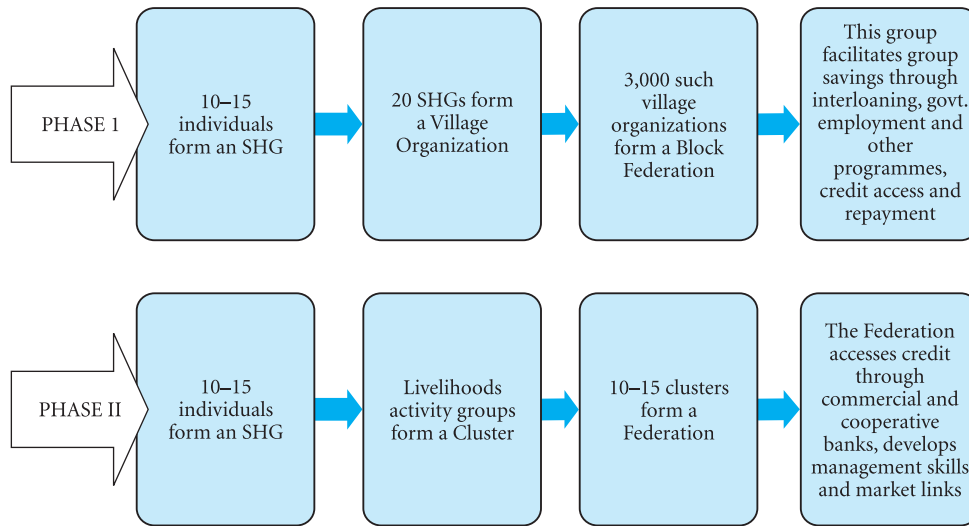 PHASE 1
10–15
individuals
form an SHG
20 SHGs form
a Village
Organization
3,000 such
village
organizations
form a Block
Federation
This group
facilitates group
savings through
interloaning, govt.
employment and
other
programmes,
credit access and
repayment
PHASE II
10–15
individuals
form an SHG
Livelihoods
activity groups
form a Cluster
10–15 clusters
form a
Federation
The Federation
accesses credit
through
commercial and
cooperative
banks, develops
management skills
and market links